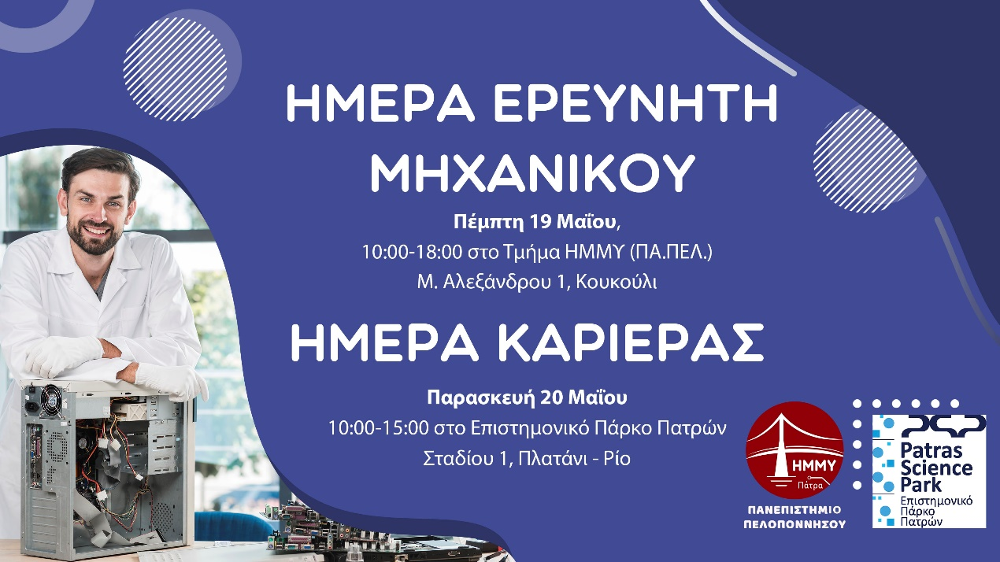 ΗΜΕΡΑ ΕΡΕΥΝΗΤΗ
ΜΗΧΑΝΙΚΟΥ
Πέμπτη 19 Μαΐου,
10:00-18:00 στο Τμήμα ΗΜΜΥ (ΠΑ.ΠΕΛ.)
Μ. Αλεξάνδρου 1, Κουκούλι
ΗΜΕΡΑ ΚΑΡΙΕΡΑΣ
Παρασκευή 20 Μαΐου
10:00-15:00 στο Επιστημονικό Πάρκο Πατρών
Σταδίου 1, Πλατάνι - Ρίο
ΗΜΜΥ
Πάτρα
ΠΑΝΕΠΙΣΤΗΜΙΟ
ΠΕΛΟΠΟΝΝΗΣΟΥ
Patras
Science
Park
Επιστημονικό
Πάρκο
Πατρών